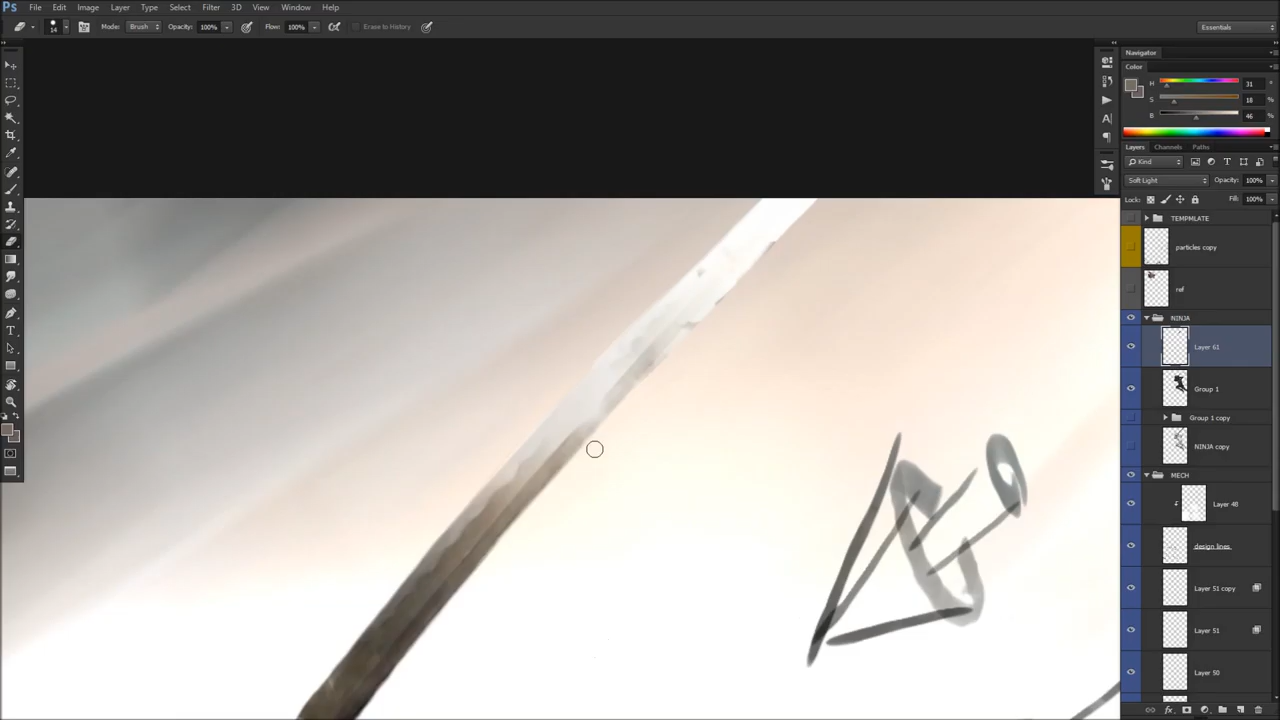 Ps File Edit Image Layer Type Select Filter 3D View Window Help
14 Mode: Brush Opacity: 100% Flow: 100% Erase to History Essentials
Navigator
Color
H 31 °
S 18 %
B 46 %
Layers Channels Paths
Kind
Soft Light Opacity: 100%
Lock: Fill: 100%
TEMPMLATE
particles copy
ref
NINJA
Layer 61
Group 1
Group 1 copy
NINJA copy
MECH
Layer 48
design lines
Layer 51 copy
Layer 51
Layer 50